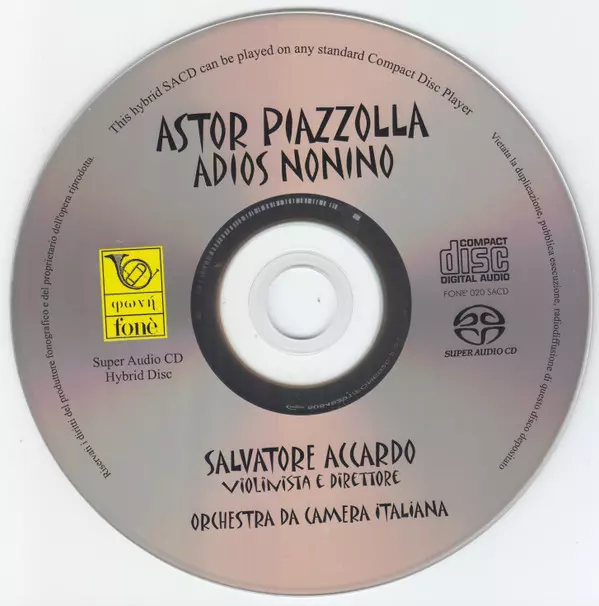 This hybrid SACD can be played on any standard Compact Disc Player
ASTOR PIAZZOLLA
ADIOS NONINO
φωνή
fonè
Super Audio CD
Hybrid Disc
COMPACT
disc
DIGITAL AUDIO
FONE' 020 SACD
SUPER AUDIO CD
SALVATORE ACCARDO
VIOLINISTA E DIRETTORE
ORCHESTRA DA CAMERA ITALIANA
Riservati i diritti del produttore fonografico e del proprietario dell'opera riprodotta.
Vietata la duplicazione, pubblica esecuzione, radiodiffusione di questo disco depositato